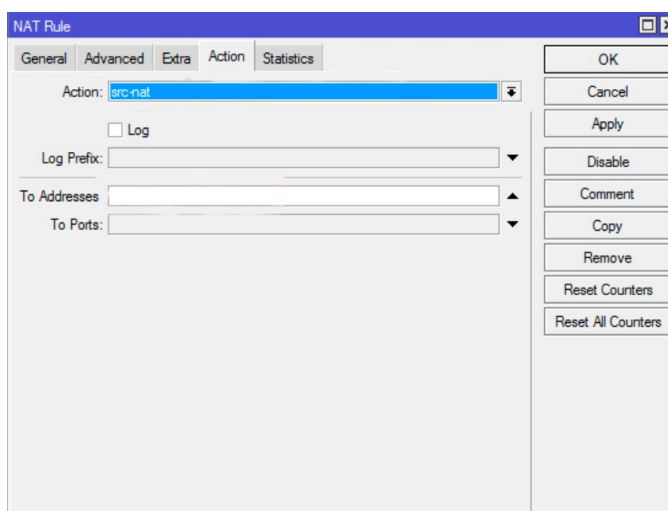 NAT Rule
General Advanced Extra Action Statistics
OK
Action: src-nat
Cancel
Log
Apply
Log Prefix:
Disable
To Addresses
Comment
To Ports:
Copy
Remove
Reset Counters
Reset All Counters